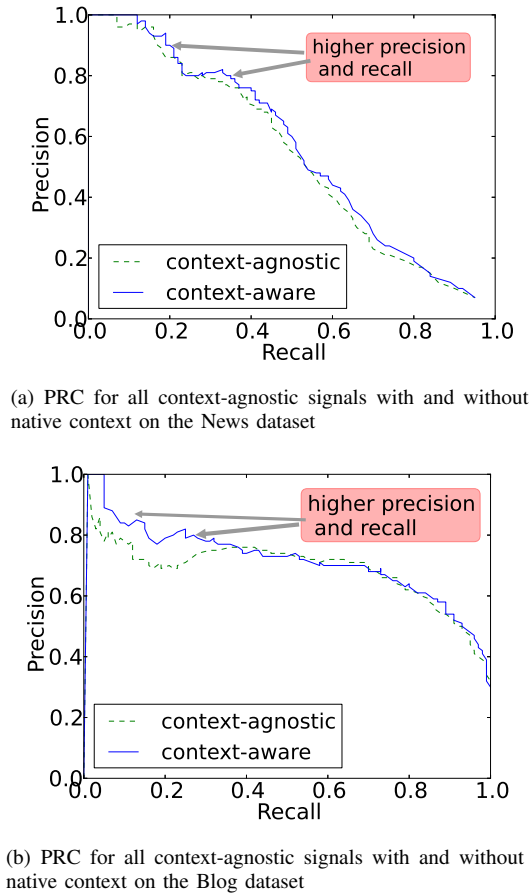 1.0
0.8
0.6
0.4
0.2
0.0
Precision
higher precision
and recall
context-agnostic
context-aware
0.0 0.2 0.4 0.6 0.8 1.0
Recall
(a) PRC for all context-agnostic signals with and without
native context on the News dataset
1.0
0.8
0.6
0.4
0.2
0.0
Precision
higher precision
and recall
context-agnostic
context-aware
0.0 0.2 0.4 0.6 0.8 1.0
Recall
(b) PRC for all context-agnostic signals with and without
native context on the Blog dataset